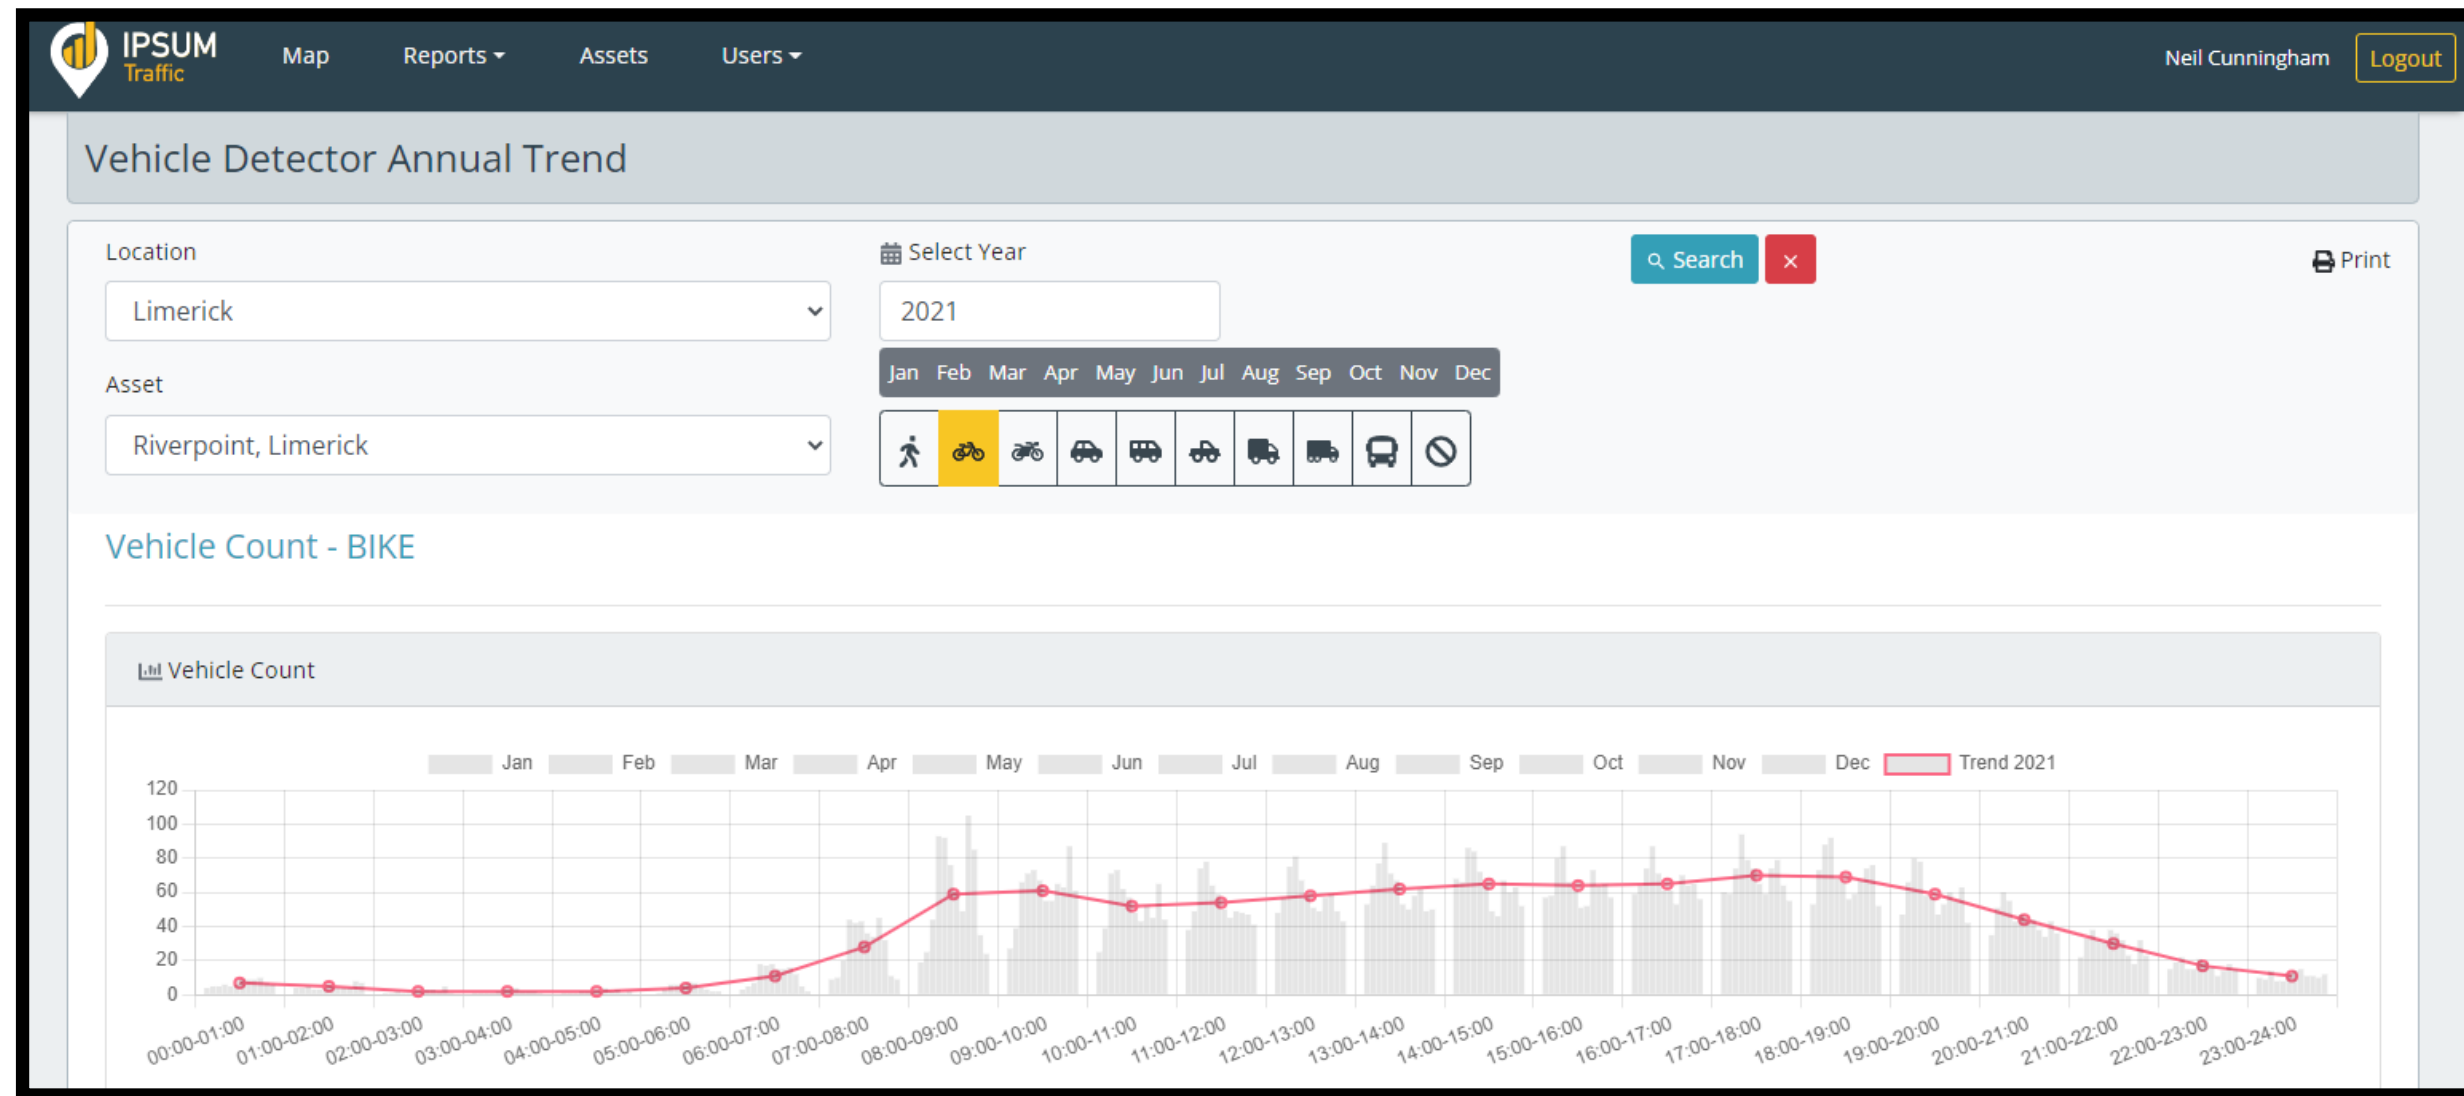 IPSUM
Traffic
Map Reports Assets Users
Neil Cunningham Logout
Vehicle Detector Annual Trend
Location
Limerick
Asset
Riverpoint, Limerick
Select Year
2021
Jan Feb Mar Apr May Jun Jul Aug Sep Oct Nov Dec
Search ×
Print
Vehicle Count - BIKE
Vehicle Count
Jan Feb Mar Apr May Jun Jul Aug Sep Oct Nov Dec Trend 2021
120
100
80
60
40
20
0
00:00-01:00 01:00-02:00 02:00-03:00 03:00-04:00 04:00-05:00 05:00-06:00 06:00-07:00 07:00-08:00 08:00-09:00 09:00-10:00 10:00-11:00 11:00-12:00 12:00-13:00 13:00-14:00 14:00-15:00 15:00-16:00 16:00-17:00 17:00-18:00 18:00-19:00 19:00-20:00 20:00-21:00 21:00-22:00 22:00-23:00 23:00-24:00